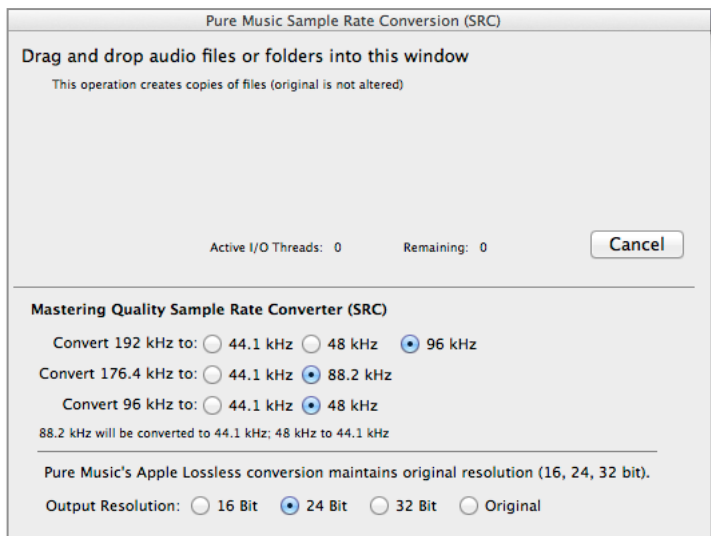 Pure Music Sample Rate Conversion (SRC)
Drag and drop audio files or folders into this window
This operation creates copies of files (original is not altered)
Active I/O Threads: 0 Remaining: 0 Cancel
Mastering Quality Sample Rate Converter (SRC)
Convert 192 kHz to: 44.1 kHz 48 kHz 96 kHz
Convert 176.4 kHz to: 44.1 kHz 88.2 kHz
Convert 96 kHz to: 44.1 kHz 48 kHz
88.2 kHz will be converted to 44.1 kHz; 48 kHz to 44.1 kHz
Pure Music's Apple Lossless conversion maintains original resolution (16, 24, 32 bit).
Output Resolution: 16 Bit 24 Bit 32 Bit Original